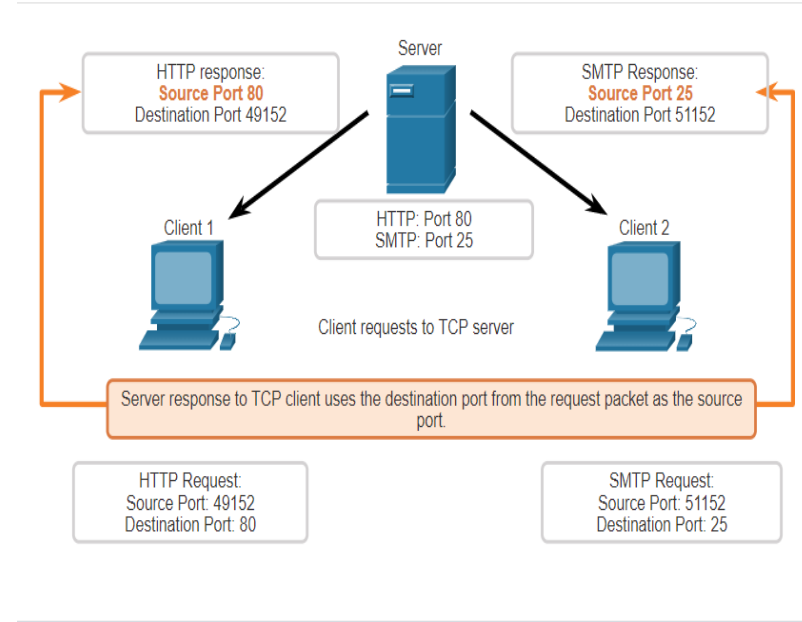 Server
HTTP response:
Source Port 80
Destination Port 49152
SMTP Response:
Source Port 25
Destination Port 51152
HTTP: Port 80
SMTP: Port 25
Client 1
Client 2
Client requests to TCP server
Server response to TCP client uses the destination port from the request packet as the source
port.
HTTP Request:
Source Port: 49152
Destination Port: 80
SMTP Request:
Source Port: 51152
Destination Port: 25